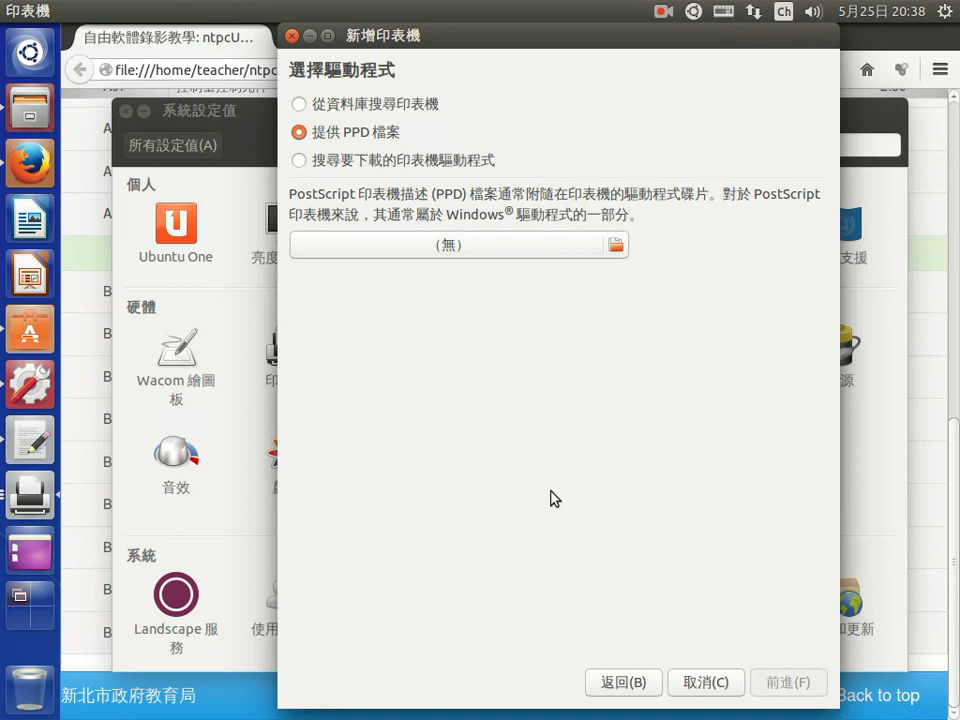 印表機
Ch
5月25日 20:38
自由軟體錄影教學: ntpcU...
file:///home/teacher/ntpc
新增印表機
選擇驅動程式
從資料庫搜尋印表機
提供 PPD 檔案
搜尋要下載的印表機驅動程式
PostScript 印表機描述 (PPD) 檔案通常附隨在印表機的驅動程式碟片。對於 PostScript
印表機來說，其通常屬於 Windows® 驅動程式的一部分。
(無)
返回(B)
取消(C)
前進(F)
系統設定值
所有設定值(A)
個人
Ubuntu One
亮度
支援
硬體
Wacom 繪圖
板
印
源
音效
系統
Landscape 服
務
使用
和更新
A
A
A
B
B
B
B
B
B
B
B
B
新北市政府教育局
Back to top